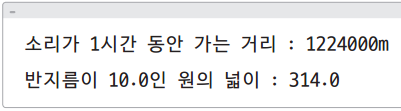 소리가 1시간 동안 가는 거리 : 1224000m
반지름이 10.0인 원의 넓이 : 314.0